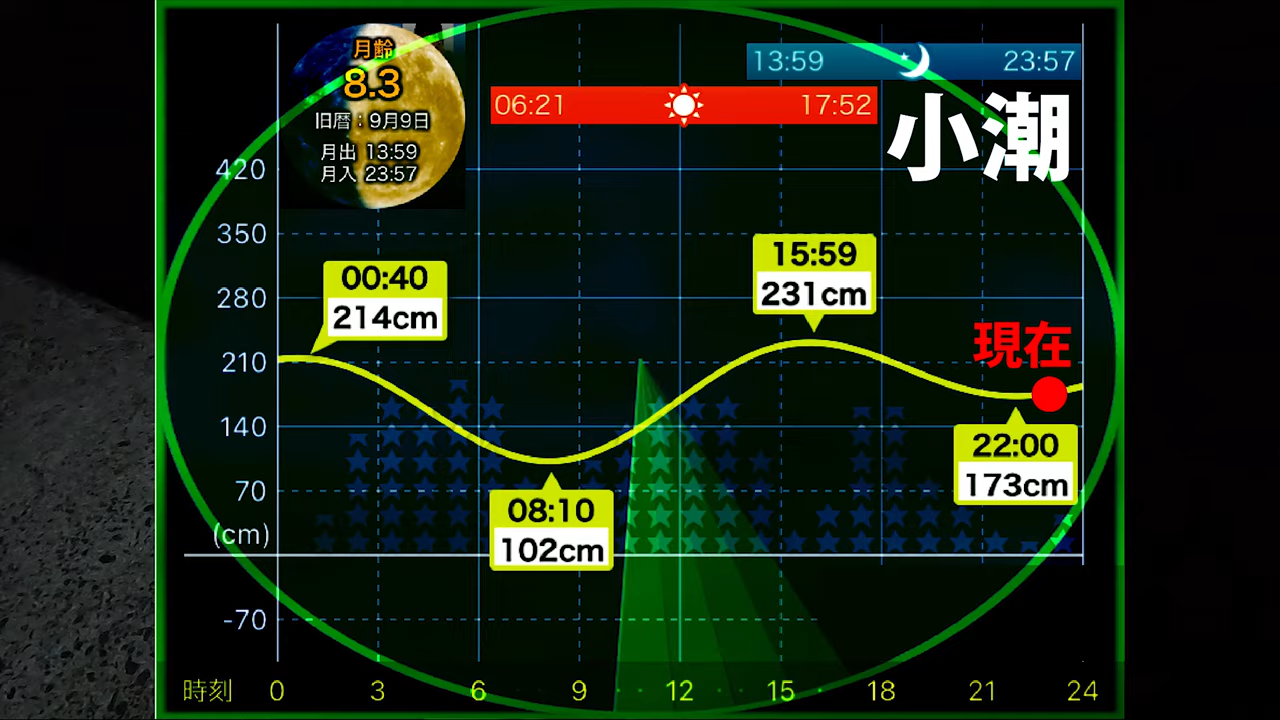 月齢
8.3
旧暦：9月9日
月出 13:59
月入 23:57
13:59 23:57
06:21 17:52
小潮
420
350
280
210
140
70
(cm)
-70
00:40
214cm
08:10
102cm
15:59
231cm
現在
22:00
173cm
時刻 0 3 6 9 12 15 18 21 24